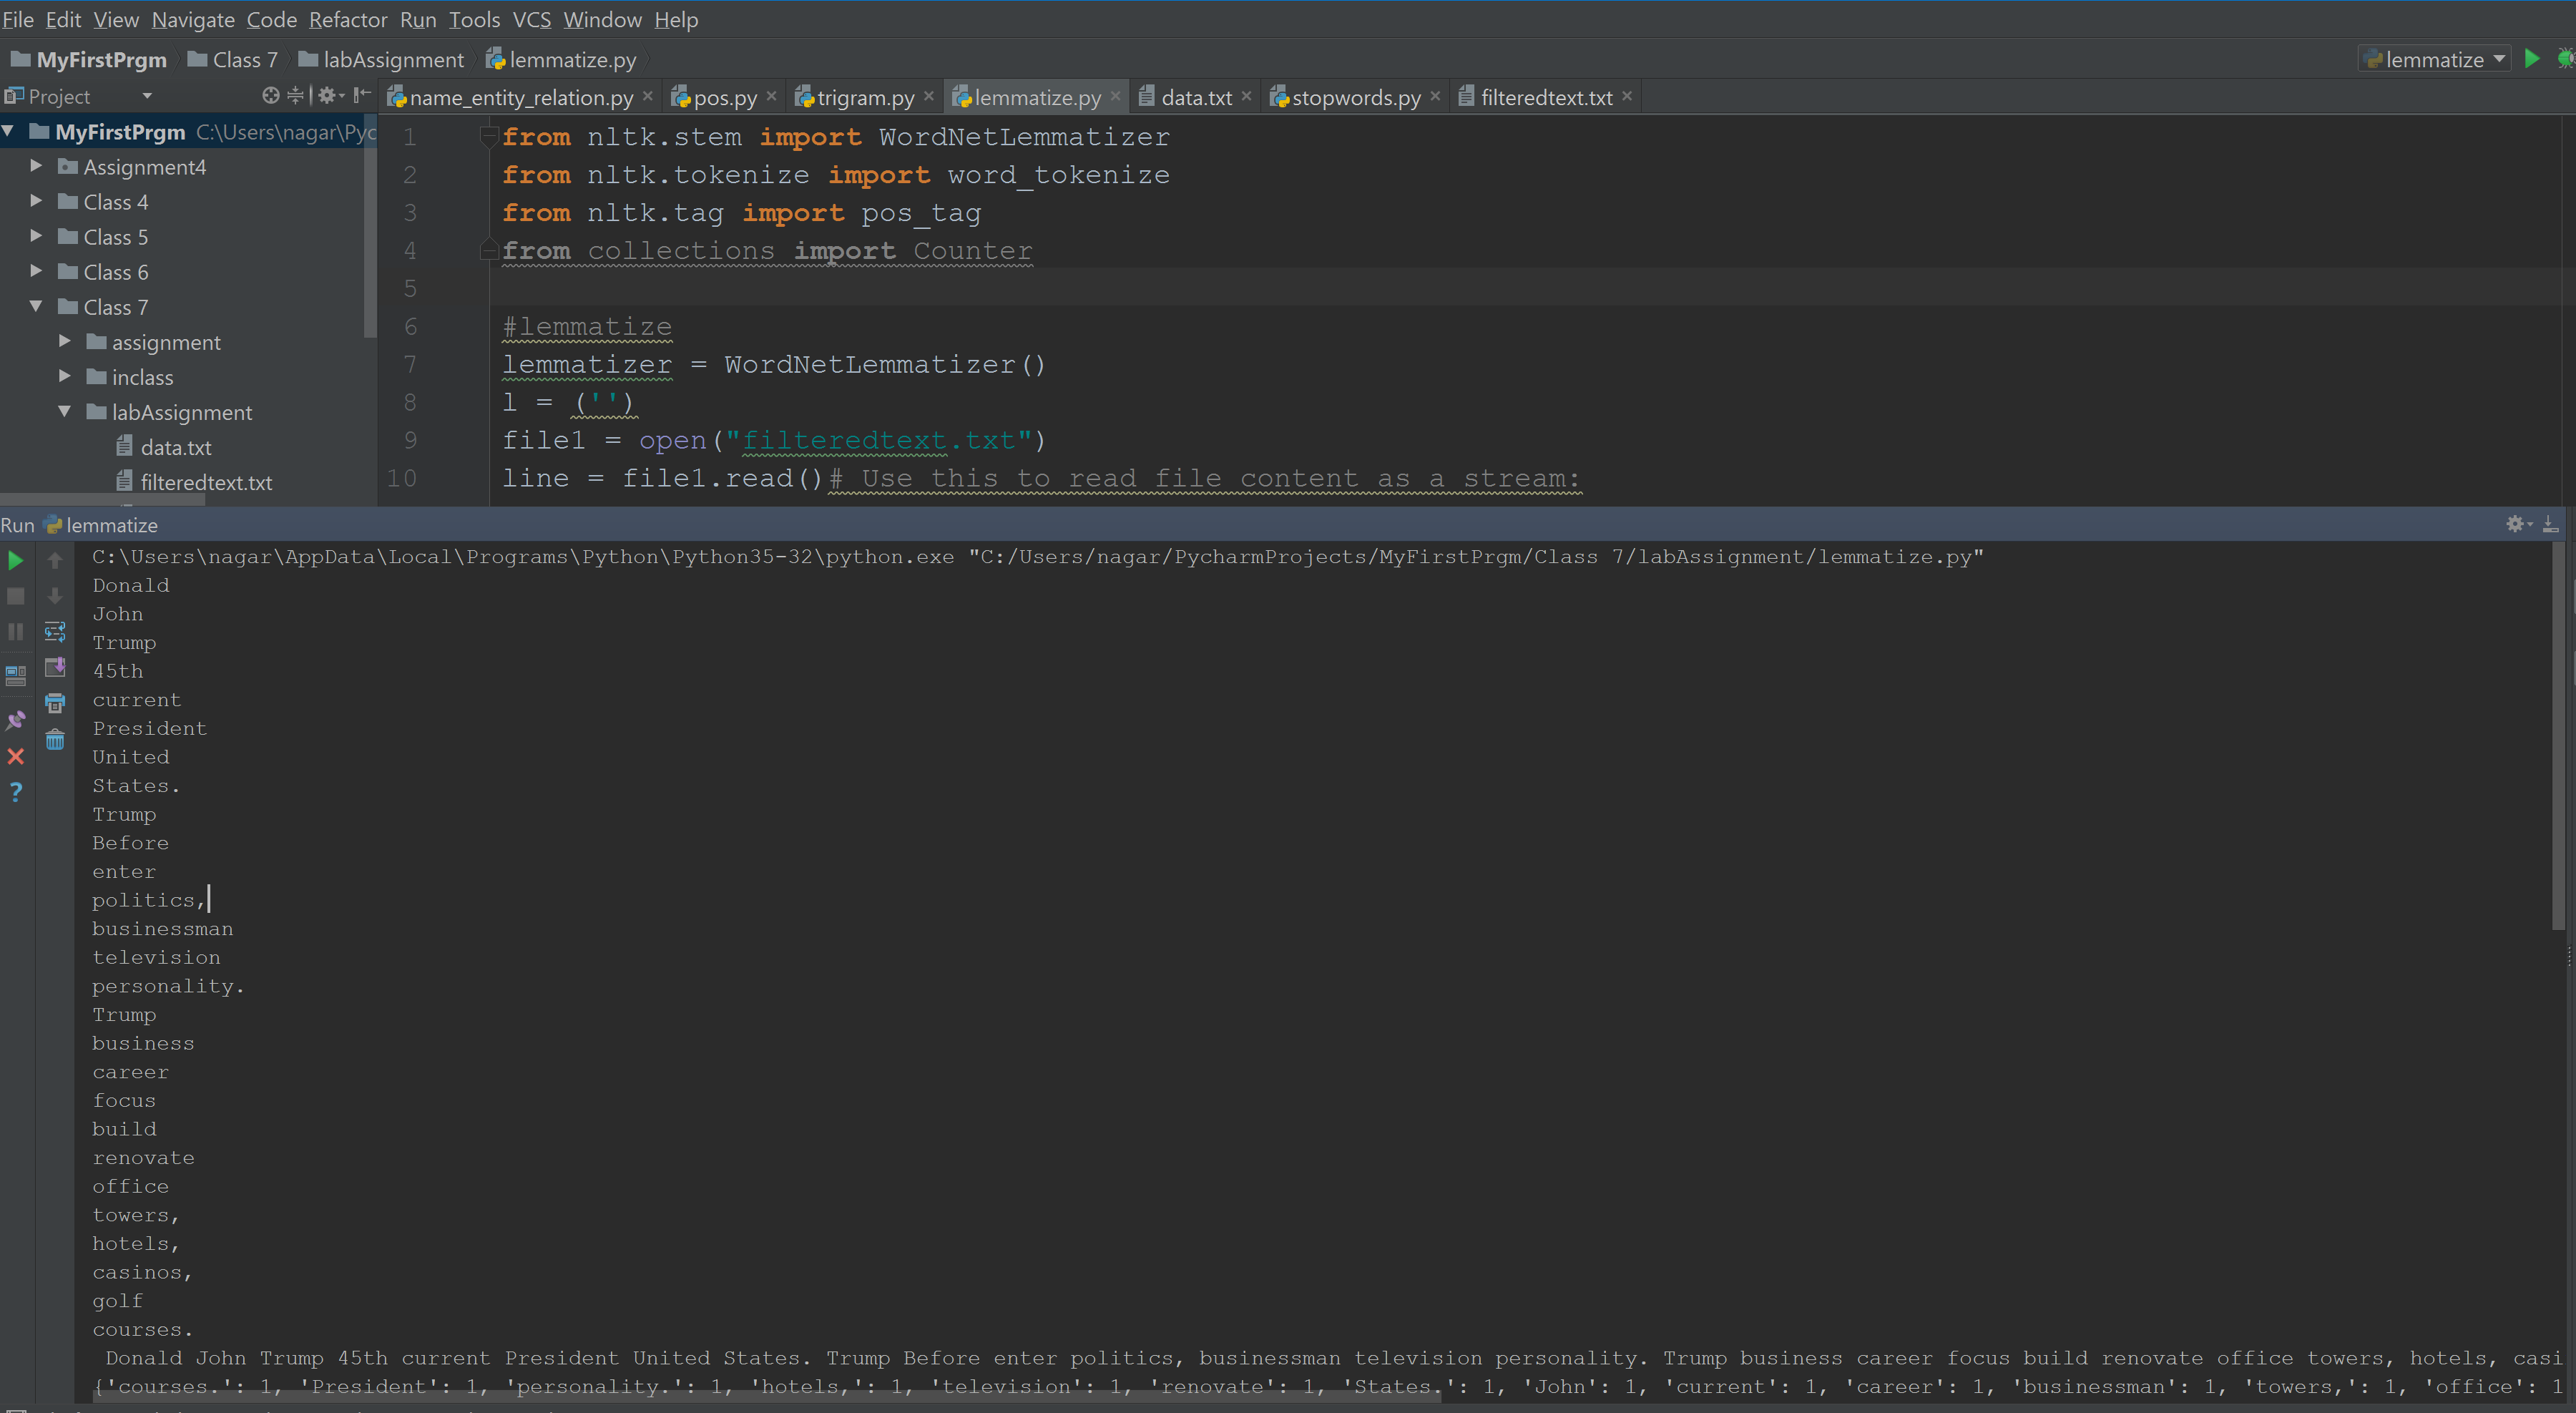 File Edit View Navigate Code Refactor Run Tools VCS Window Help
MyFirstPrgm Class 7 labAssignment lemmatize.py lemmatize
Project name_entity_relation.py pos.py trigram.py lemmatize.py data.txt stopwords.py filteredtext.txt
MyFirstPrgm C:\Users\nagar\Pyc
Assignment4
Class 4
Class 5
Class 6
Class 7
assignment
inclass
labAssignment
data.txt
filteredtext.txt
1 from nltk.stem import WordNetLemmatizer
2 from nltk.tokenize import word_tokenize
3 from nltk.tag import pos_tag
4 from collections import Counter
5
6 #lemmatize
7 lemmatizer = WordNetLemmatizer()
8 l = ('')
9 file1 = open("filteredtext.txt")
10 line = file1.read()# Use this to read file content as a stream:
Run lemmatize
C:\Users\nagar\AppData\Local\Programs\Python\Python35-32\python.exe "C:/Users/nagar/PycharmProjects/MyFirstPrgm/Class 7/labAssignment/lemmatize.py"
Donald
John
Trump
45th
current
President
United
States.
Trump
Before
enter
politics,
businessman
television
personality.
Trump
business
career
focus
build
renovate
office
towers,
hotels,
casinos,
golf
courses.
Donald John Trump 45th current President United States. Trump Before enter politics, businessman television personality. Trump business career focus build renovate office towers, hotels, casi
{'courses.': 1, 'President': 1, 'personality.': 1, 'hotels,': 1, 'television': 1, 'renovate': 1, 'States.': 1, 'John': 1, 'current': 1, 'career': 1, 'businessman': 1, 'towers,': 1, 'office': 1